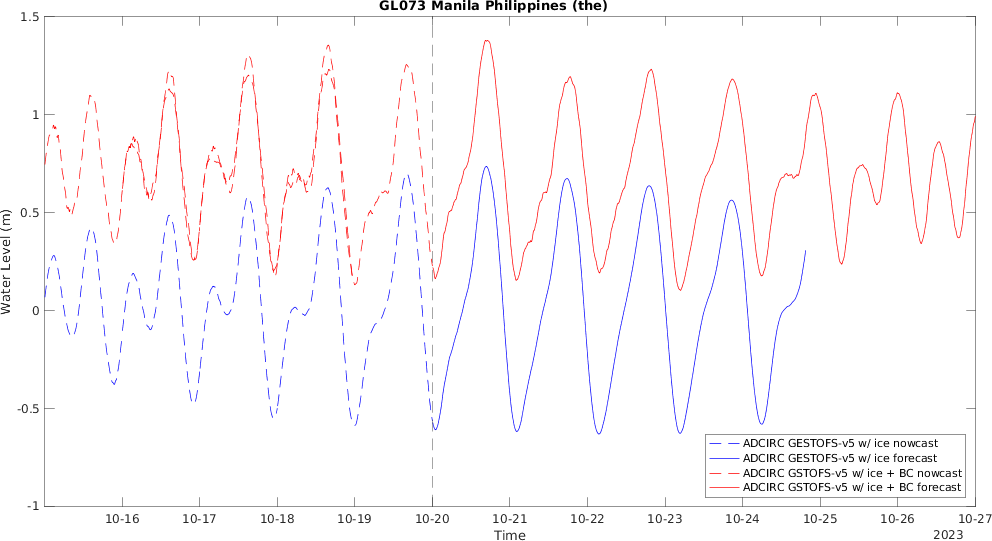 GL073 Manila Philippines (the)
1.5
1
0.5
0
-0.5
-1
Water Level (m)
10-16 10-17 10-18 10-19 10-20 10-21 10-22 10-23 10-24 10-25 10-26 10-27
Time
2023
ADCIRC GESTOFS-v5 w/ ice nowcast
ADCIRC GESTOFS-v5 w/ ice forecast
ADCIRC GSTOFS-v5 w/ ice + BC nowcast
ADCIRC GSTOFS-v5 w/ ice + BC forecast